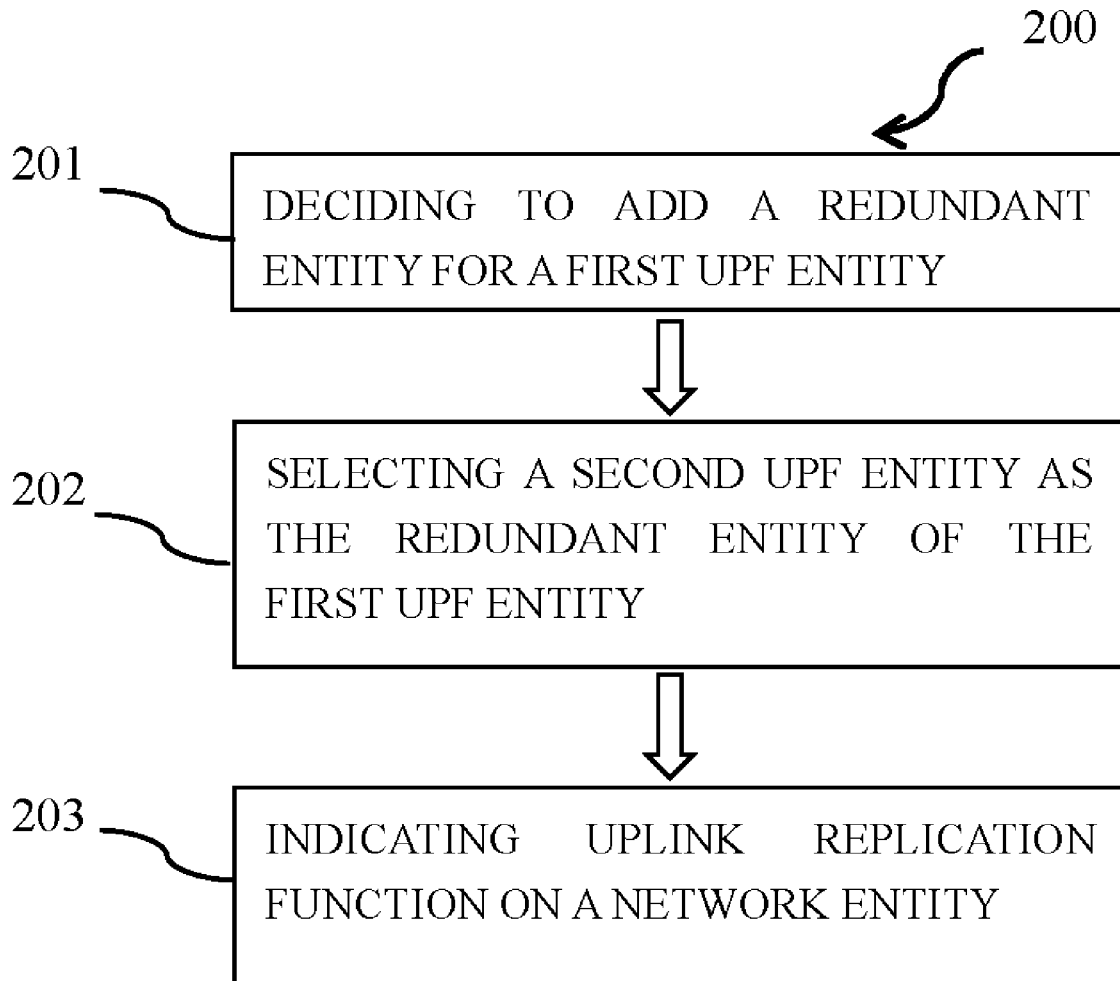 200
201
DECIDING TO ADD A REDUNDANT
ENTITY FOR A FIRST UPF ENTITY
202
SELECTING A SECOND UPF ENTITY AS
THE REDUNDANT ENTITY OF THE
FIRST UPF ENTITY
203
INDICATING UPLINK REPLICATION
FUNCTION ON A NETWORK ENTITY